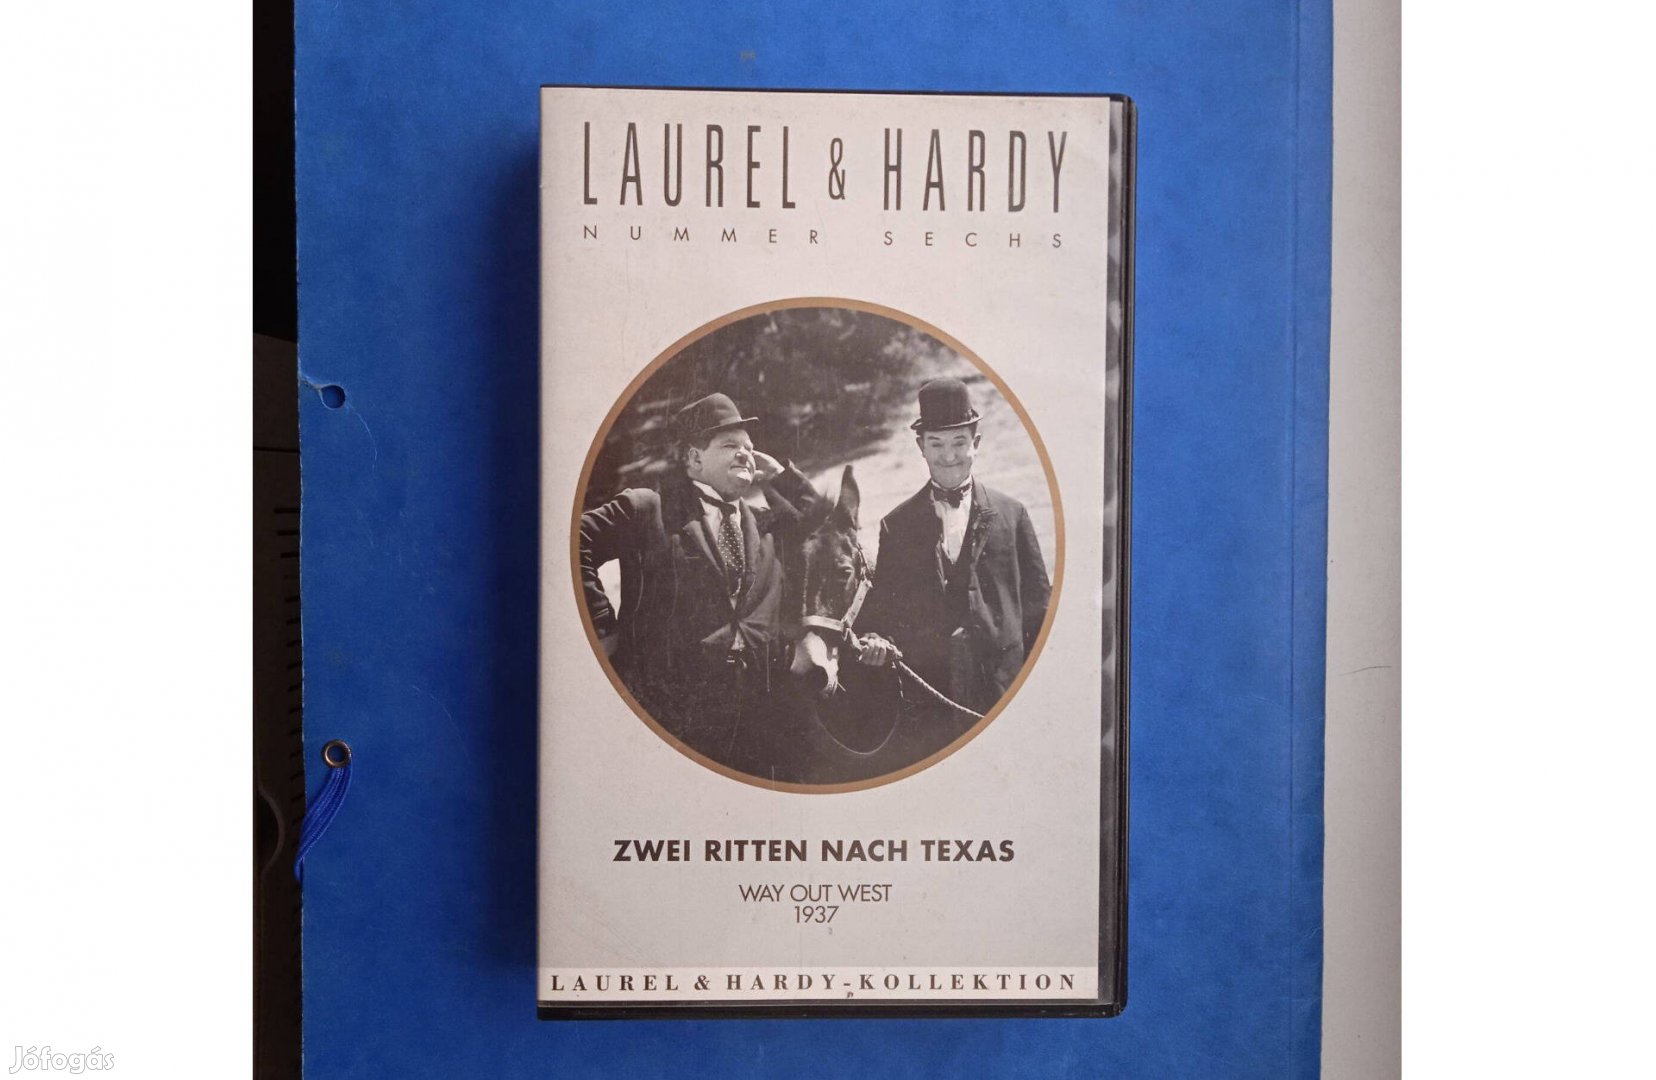 LAUREL & HARDY
NUMMER SECHS
ZWEI RITTEN NACH TEXAS
WAY OUT WEST
1937
LAUREL & HARDY-KOLLEKTION
Jófogás